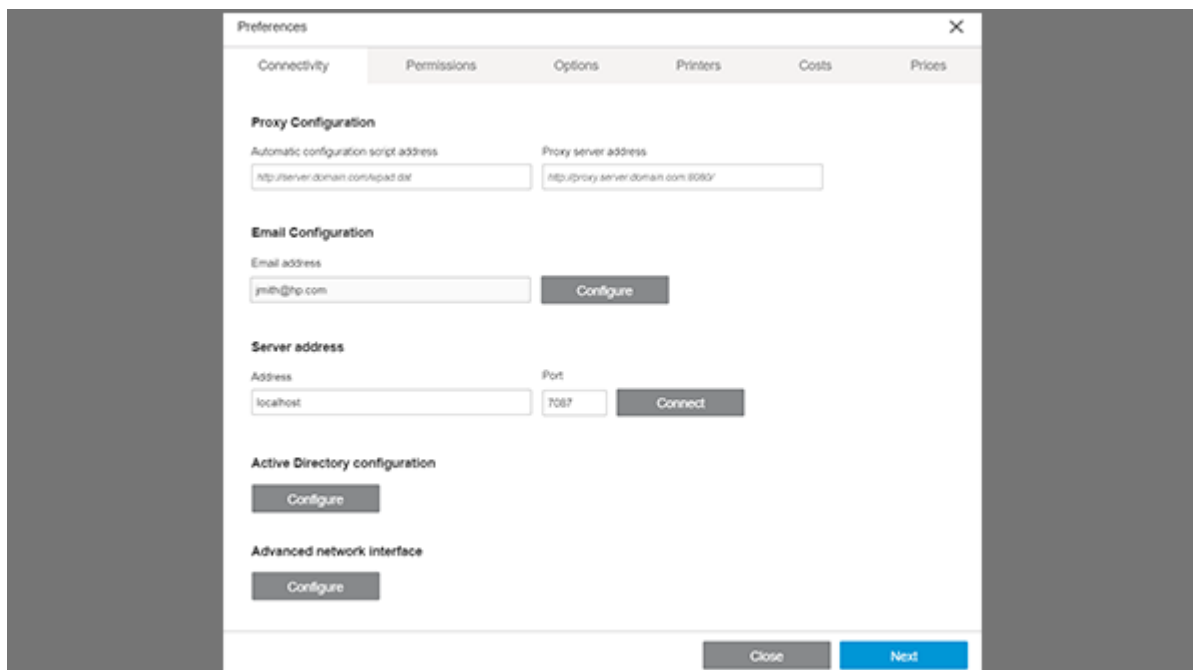 Preferences
Connectivity Permissions Options Printers Costs Prices
Proxy Configuration
Automatic configuration script address Proxy server address
http://server.domain.com/wpad.dat http://proxy.server.domain.com:8080/
Email Configuration
Email address
jmith@hp.com Configure
Server address
Address Port
localhost 7087 Connect
Active Directory configuration
Configure
Advanced network interface
Configure
Close Next